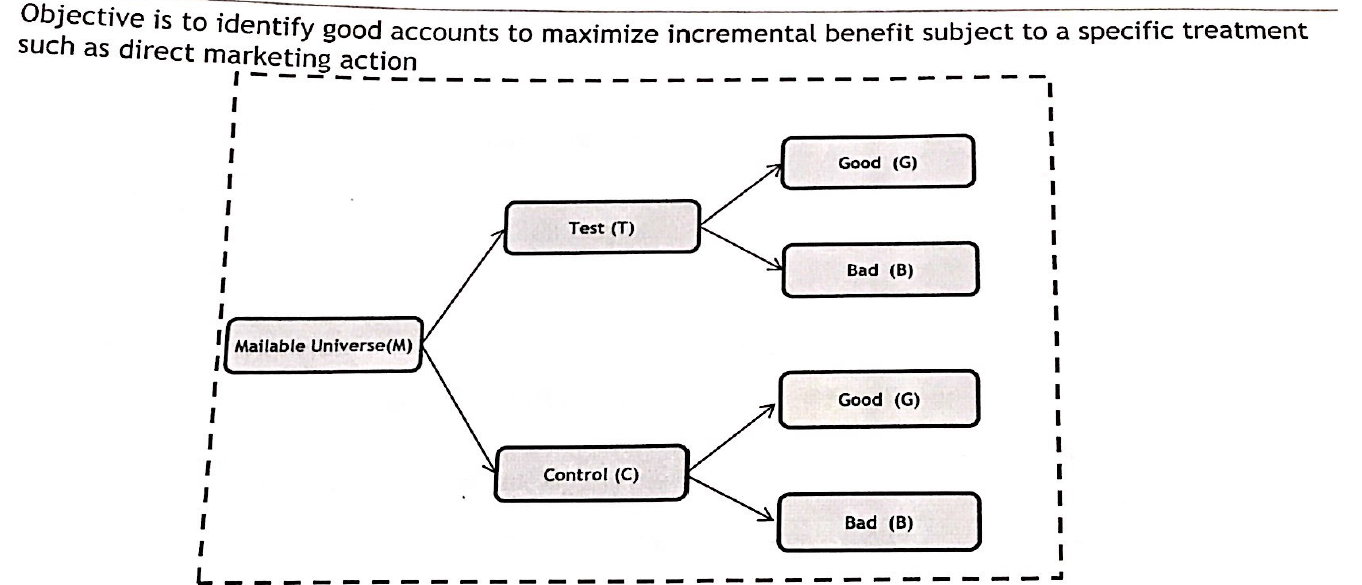 Objective is to identify good accounts to maximize incremental benefit subject to a specific treatment
such as direct marketing action
Good (G)
Test (T)
Bad (B)
Mailable Universe(M)
Good (G)
Control (C)
Bad (B)